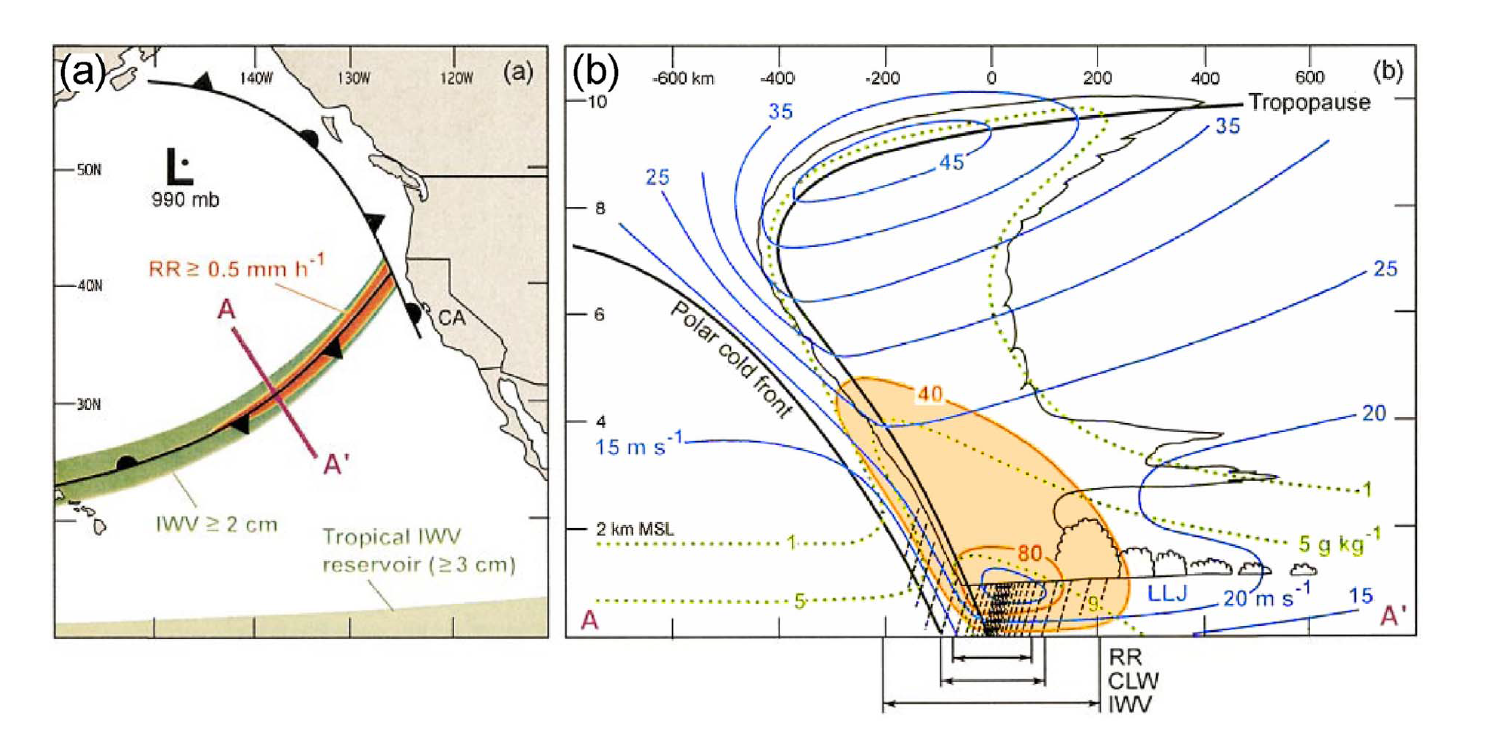 (a)
140W
130W
120W
(a)
50N
L
990 mb
RR ≥ 0.5 mm h⁻¹
40N
A
CA
30N
A'
IWV ≥ 2 cm
Tropical IWV
reservoir (≥3 cm)
(b)
-600 km
-400
-200
0
200
400
600
(b)
10
Tropopause
35
35
45
25
8
25
6
Polar cold front
40
20
4
15 m s⁻¹
1
2 km MSL
80
5 g kg⁻¹
1
LLJ
20 m s⁻¹
15
5
9
A
A'
RR
CLW
IWV